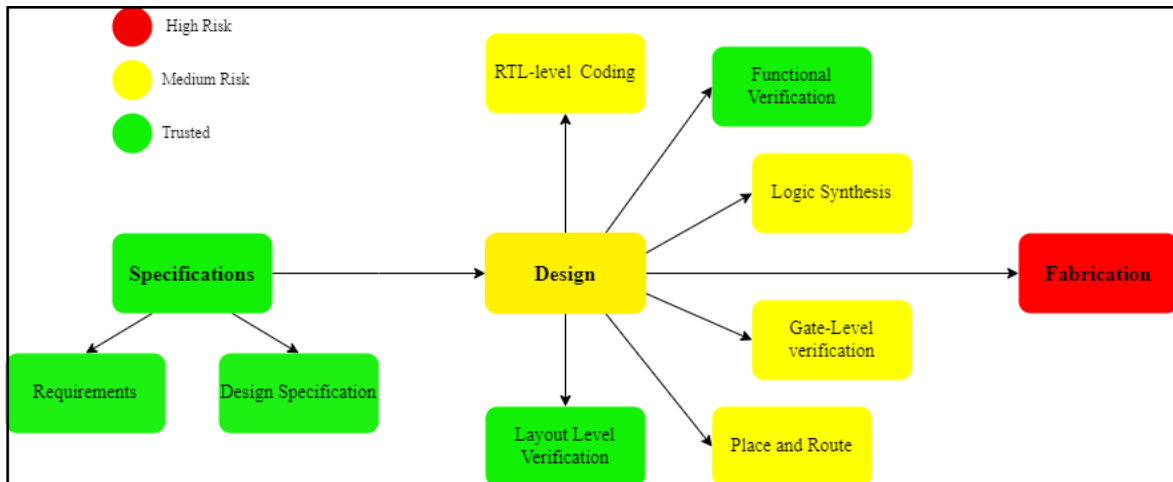 High Risk
Medium Risk
Trusted
RTL-level Coding
Functional
Verification
Logic Synthesis
Specifications
Design
Fabrication
Gate-Level
verification
Requirements
Design Specification
Layout Level
Verification
Place and Route